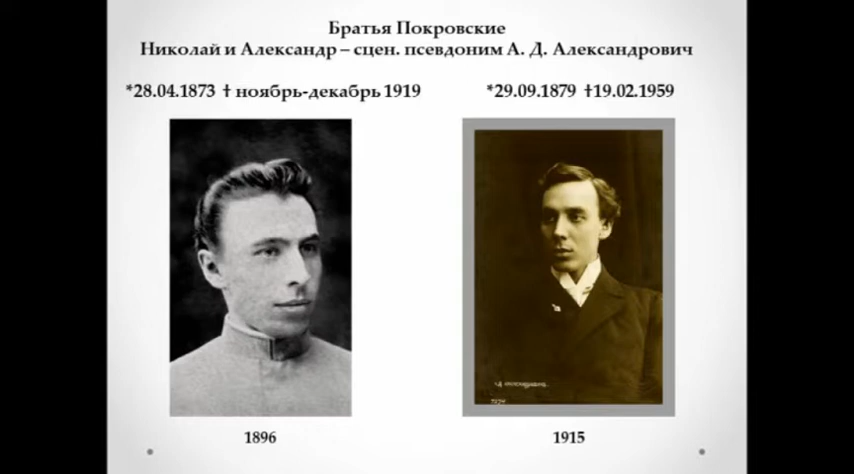 Братья Покровские
Николай и Александр – сцен. псевдоним А. Д. Александрович
*28.04.1873 † ноябрь-декабрь 1919
*29.09.1879 †19.02.1959
1896
1915